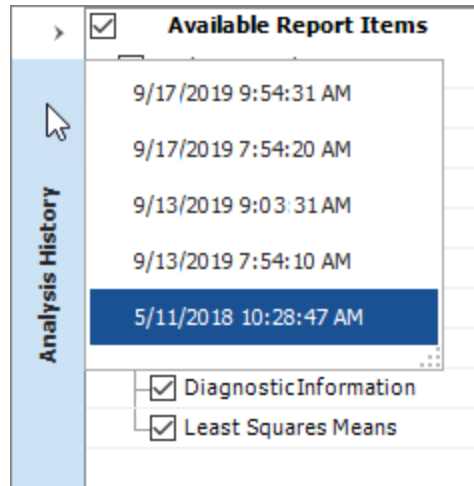 Available Report Items
9/17/2019 9:54:31 AM
9/17/2019 7:54:20 AM
9/13/2019 9:03:31 AM
9/13/2019 7:54:10 AM
5/11/2018 10:28:47 AM
DiagnosticInformation
Least Squares Means
Analysis History